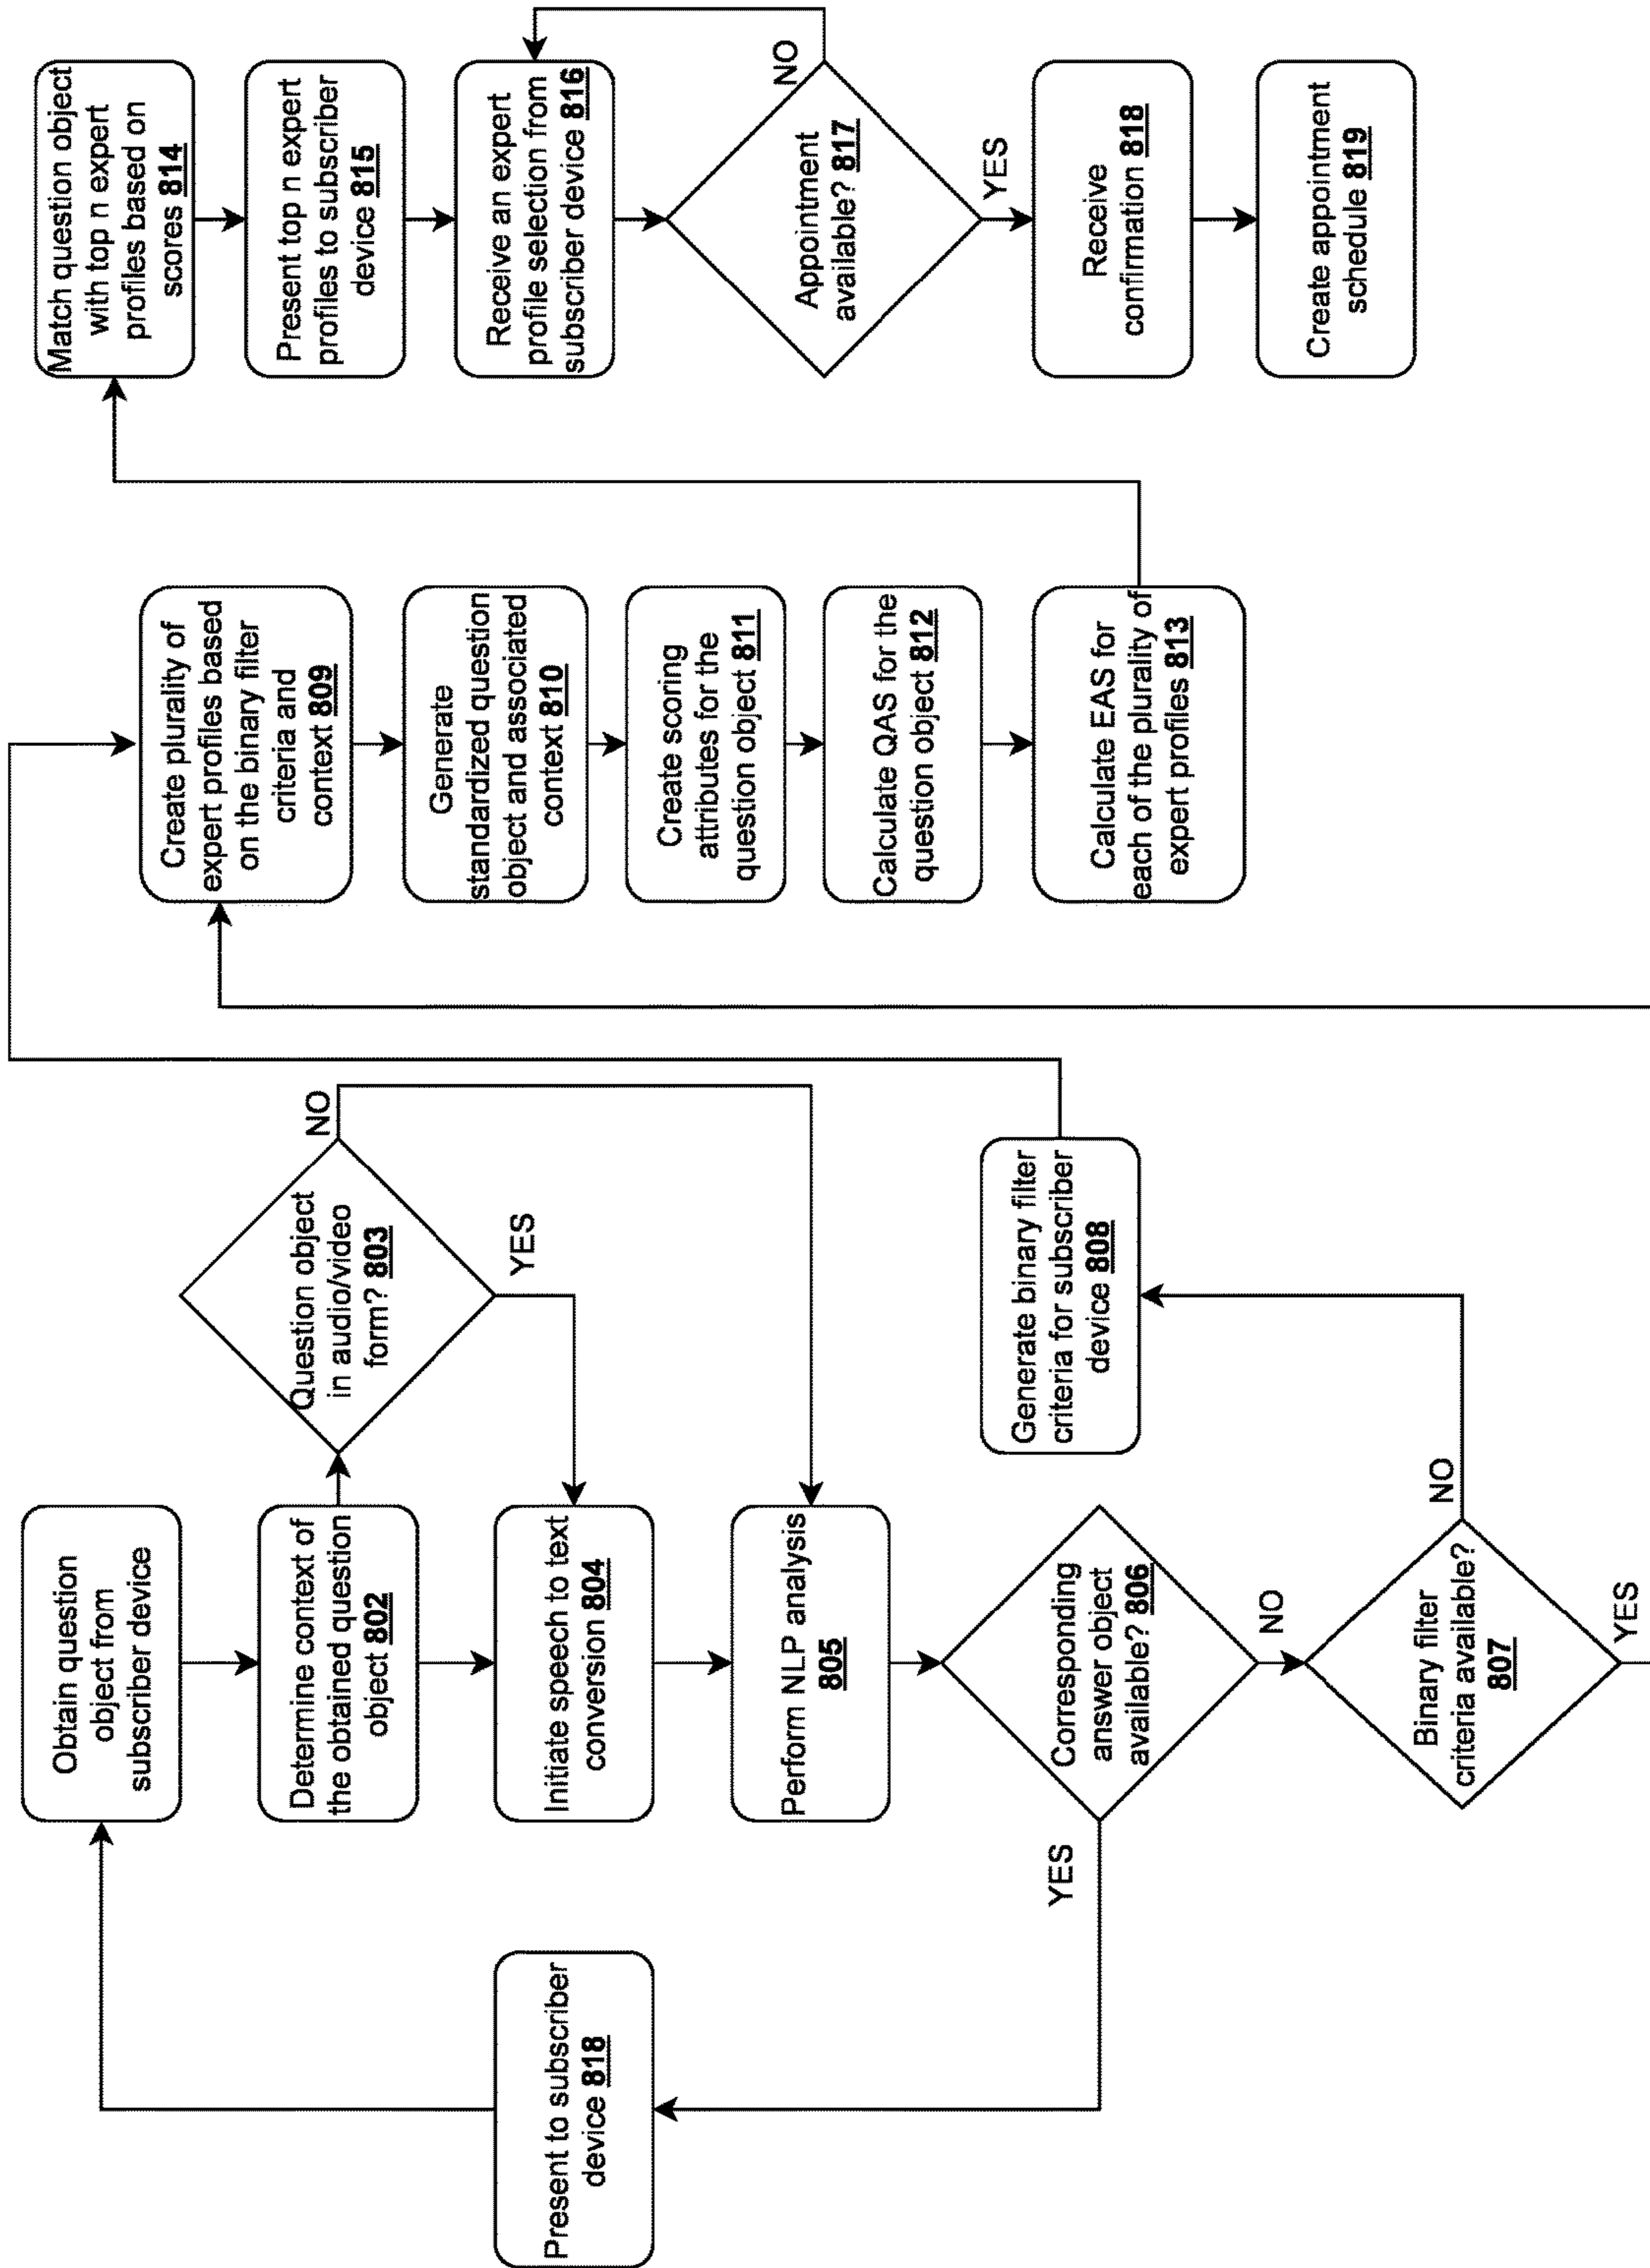 Obtain question
object from
subscriber device
Determine context of
the obtained question
object 802
Question object
in audio/video
form? 803
NO
YES
Initiate speech to text
conversion 804
Perform NLP analysis
805
Corresponding
answer object
available? 806
YES
NO
Present to subscriber
device 818
Binary filter
criteria available?
807
NO
YES
Generate binary filter
criteria for subscriber
device 808
Create plurality of
expert profiles based
on the binary filter
criteria and
context 809
Generate
standardized question
object and associated
context 810
Create scoring
attributes for the
question object 811
Calculate QAS for the
question object 812
Calculate EAS for
each of the plurality of
expert profiles 813
Match question object
with top n expert
profiles based on
scores 814
Present top n expert
profiles to subscriber
device 815
Receive an expert
profile selection from
subscriber device 816
Appointment
available? 817
NO
YES
Receive
confirmation 818
Create appointment
schedule 819